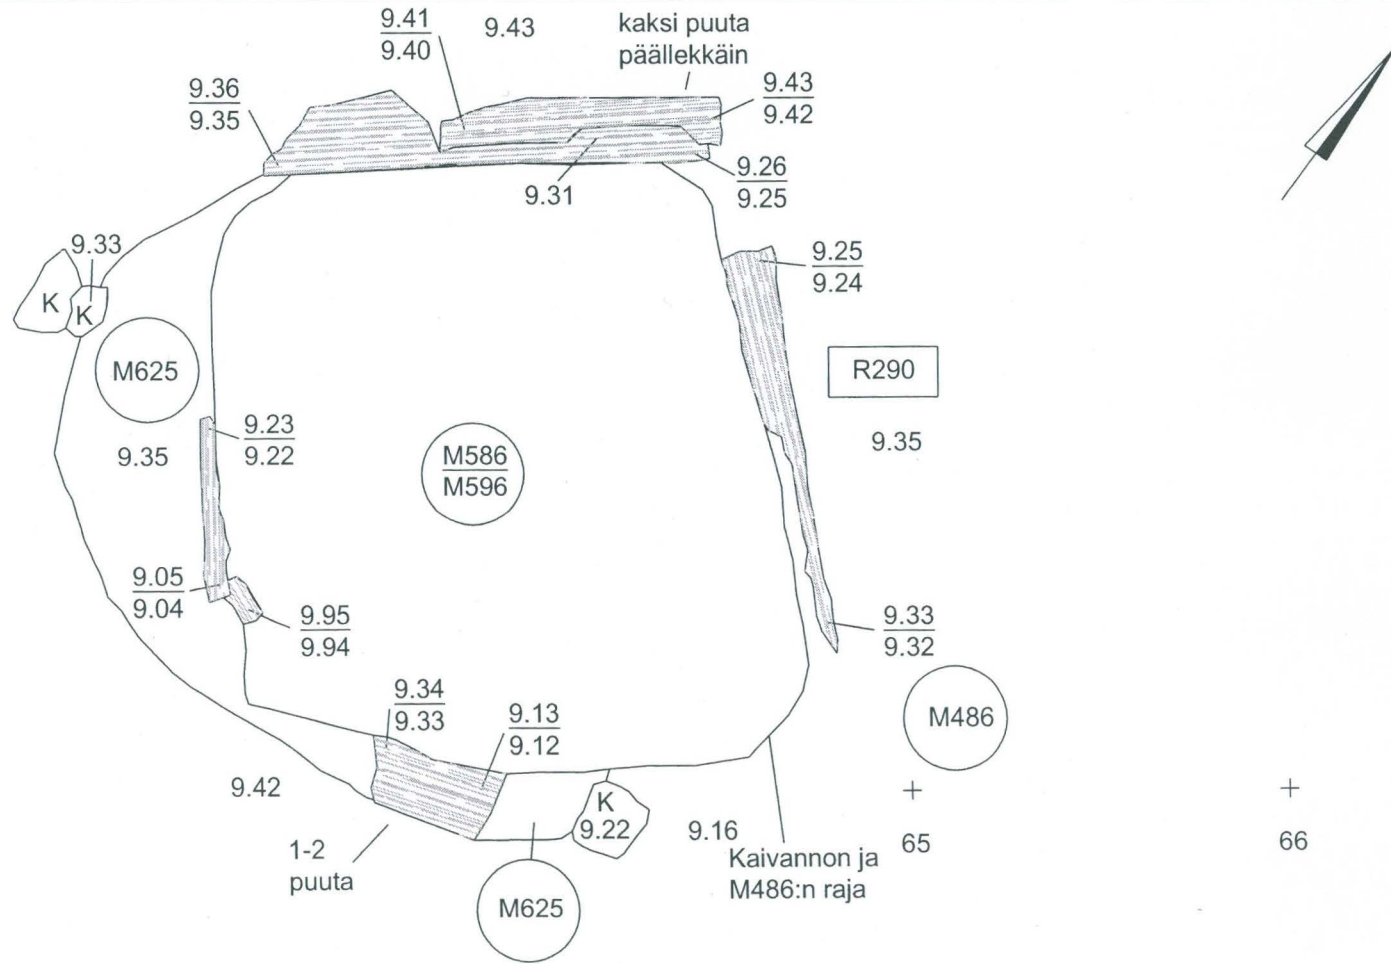 9.41
9.40
9.43
kaksi puuta
päällekkäin
9.36
9.35
9.43
9.42
9.31
9.26
9.25
9.33
K
K
9.25
9.24
M625
R290
9.23
9.22
9.35
9.35
M586
M596
9.05
9.04
9.95
9.94
9.33
9.32
9.34
9.33
9.13
9.12
M486
9.42
K
9.22
9.16
65
66
1-2
puuta
Kaivannon ja
M486:n raja
M625